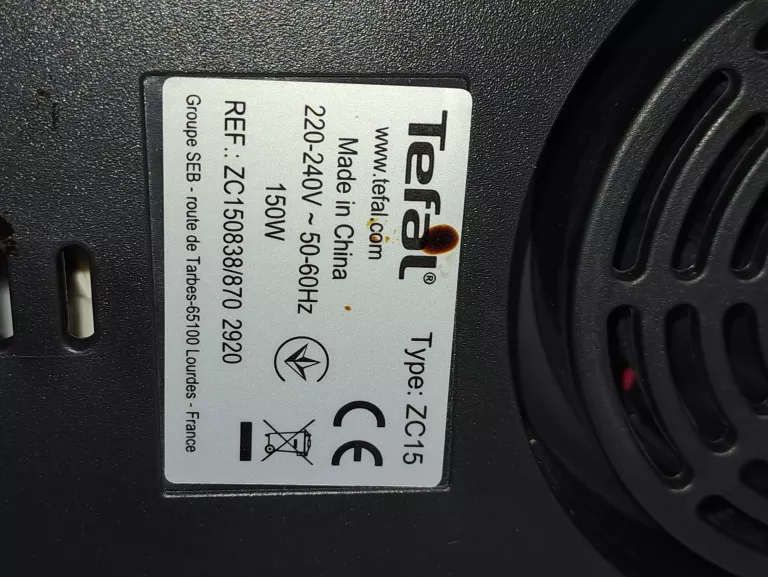 Tefal® Type: ZC15
www.tefal.com
Made in China CE
220-240V ~ 50-60Hz
150W
REF.: ZC150838/870 2920
Groupe SEB - route de Tarbes-65100 Lourdes - France